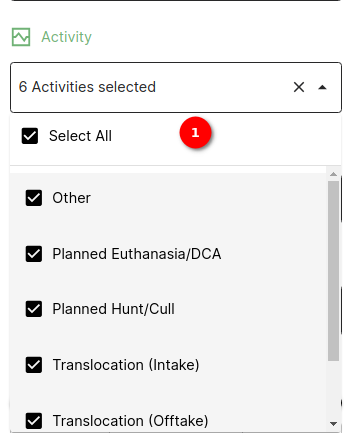 Activity
6 Activities selected
1
Select All
Other
Planned Euthanasia/DCA
Planned Hunt/Cull
Translocation (Intake)
Translocation (Offtake)